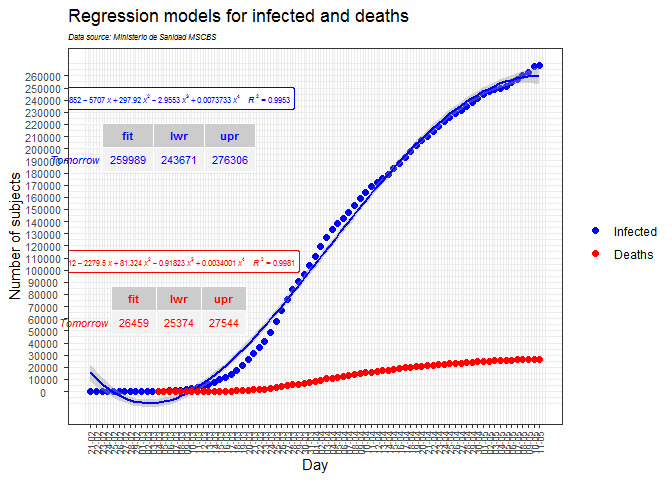 Regression models for infected and deaths
Data source: Ministerio de Sanidad MSCBS
260000
250000
240000
230000
220000
210000
200000
190000
180000
170000
160000
150000
140000
130000
120000
110000
100000
90000
80000
70000
60000
50000
40000
30000
20000
10000
0
Number of subjects
852 − 5707 x + 297.92 x² − 2.9553 x³ + 0.0073733 x⁴ R² = 0.9953
fit lwr upr
Tomorrow 259989 243671 276306
12 − 2279.5 x + 81.324 x² − 0.91823 x³ + 0.0034001 x⁴ R² = 0.9981
fit lwr upr
Tomorrow 26459 25374 27544
Infected
Deaths
Day